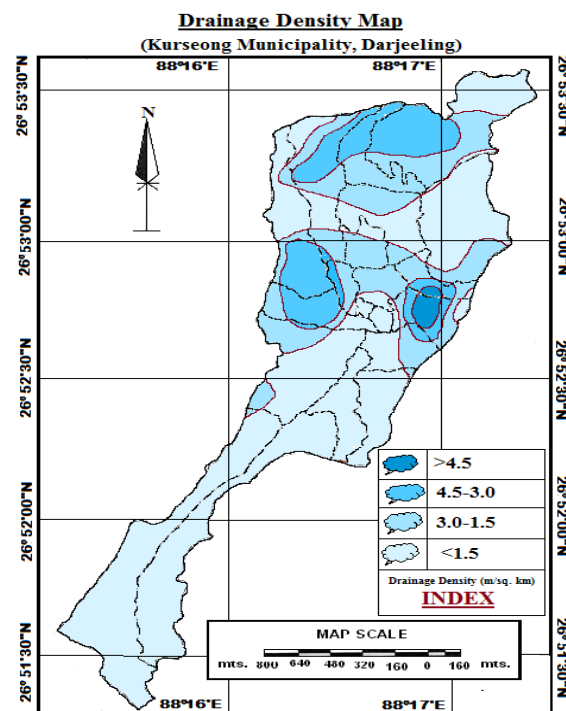 Drainage Density Map
(Kurseong Municipality, Darjeeling)
88°16'E 88°17'E
26°53'30"N 26°53'30"N
N
26°53'00"N 26°53'00"N
26°52'30"N 26°52'30"N
>4.5
4.5-3.0
3.0-1.5
<1.5
Drainage Density (m/sq. km)
INDEX
26°52'00"N 26°52'00"N
MAP SCALE
mts. 800 640 480 320 160 0 160 mts.
26°51'30"N 26°51'30"N
88°16'E 88°17'E